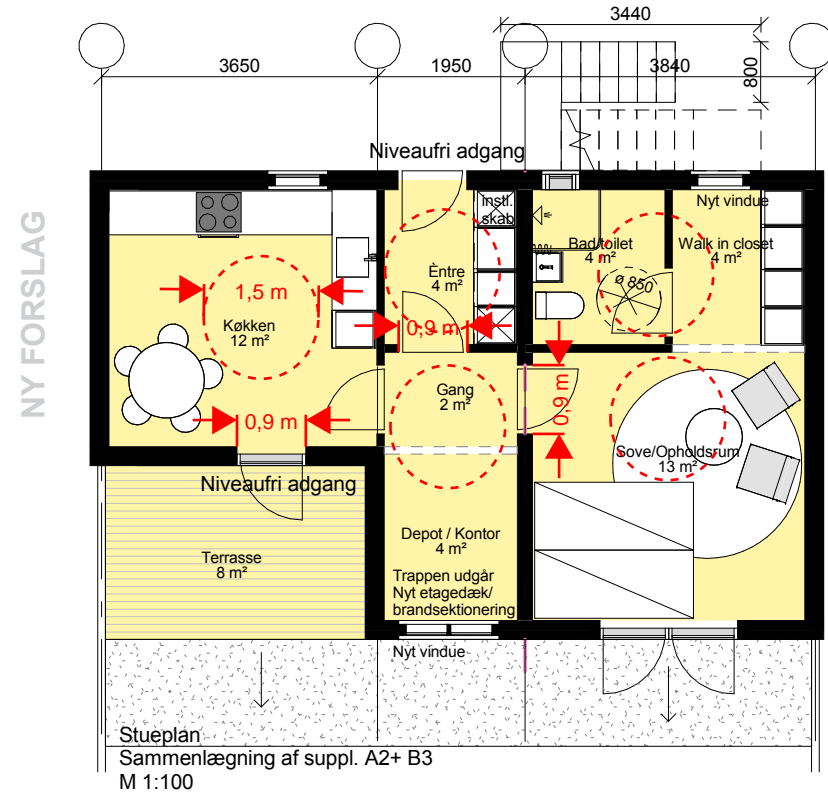 3440
3650
1950
3840
800
NY FORSLAG
Niveaufri adgang
instl.
skab
Nyt vindue
Bad/toilet
4 m²
Walk in closet
4 m²
Èntre
4 m²
ø 850
1,5 m
0,9 m
Køkken
12 m²
Gang
2 m²
0,9 m
0,9 m
Sove/Opholdsrum
13 m²
Niveaufri adgang
Depot / Kontor
4 m²
Terrasse
8 m²
Trappen udgår
Nyt etagedæk/
brandsektionering
Nyt vindue
Stueplan
Sammenlægning af suppl. A2+ B3
M 1:100